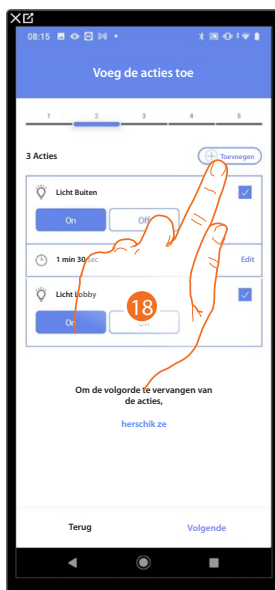 08:15
Voeg de acties toe
1 2 3 4 5
3 Acties
Toevoegen
Licht Buiten
On Off
1 min 30 sec Edit
Licht Lobby
18
On Off
Om de volgorde te vervangen van
de acties,
herschik ze
Terug Volgende